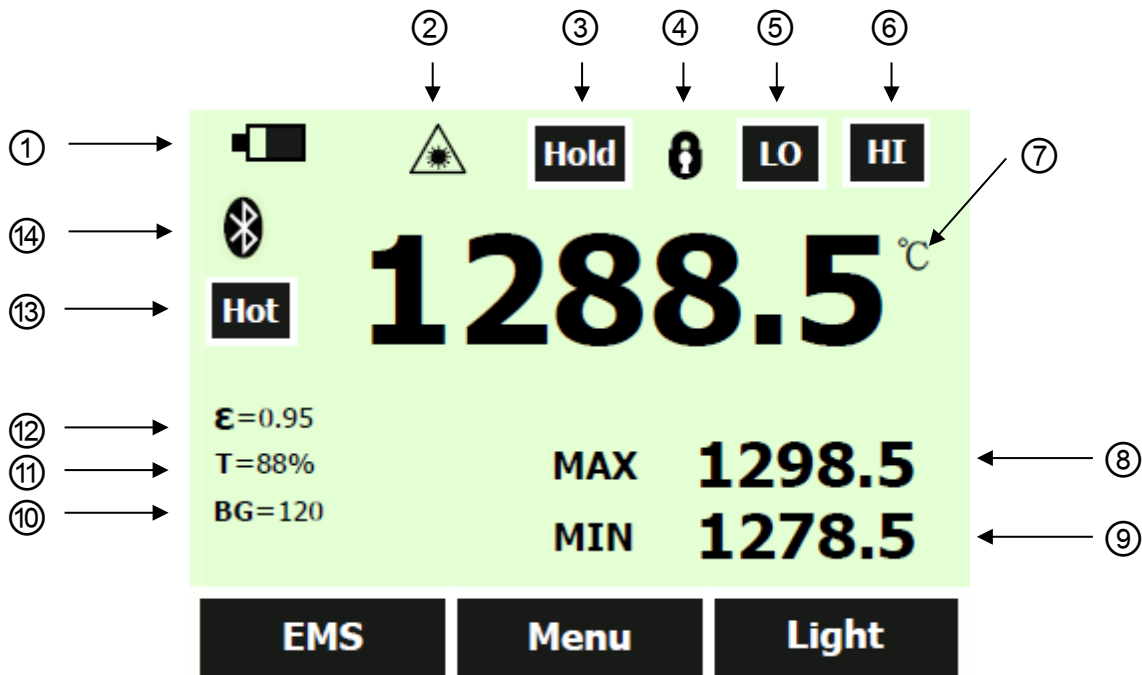 ② ③ ④ ⑤ ⑥
① Hold LO HI ⑦
⑭ 1288.5 ℃
⑬ Hot
⑫ ε=0.95
⑪ T=88% MAX 1298.5 ⑧
⑩ BG=120
MIN 1278.5 ⑨
EMS Menu Light